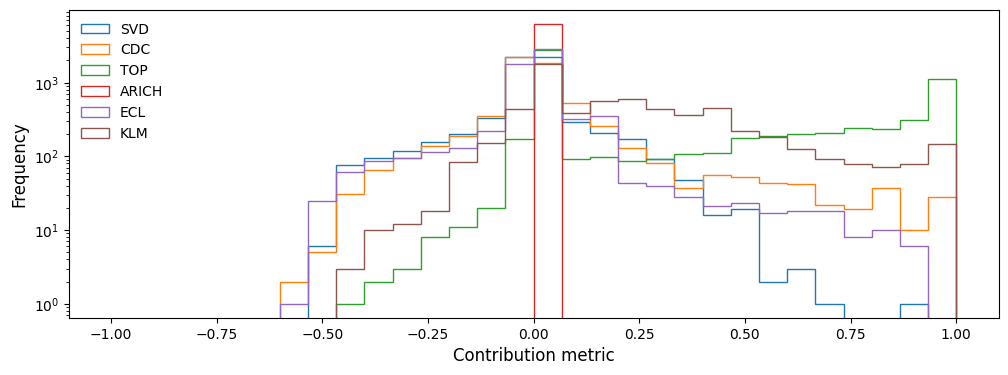 SVD
CDC
TOP
ARICH
ECL
KLM
Frequency
10³
10²
10¹
10⁰
−1.00 −0.75 −0.50 −0.25 0.00 0.25 0.50 0.75 1.00
Contribution metric